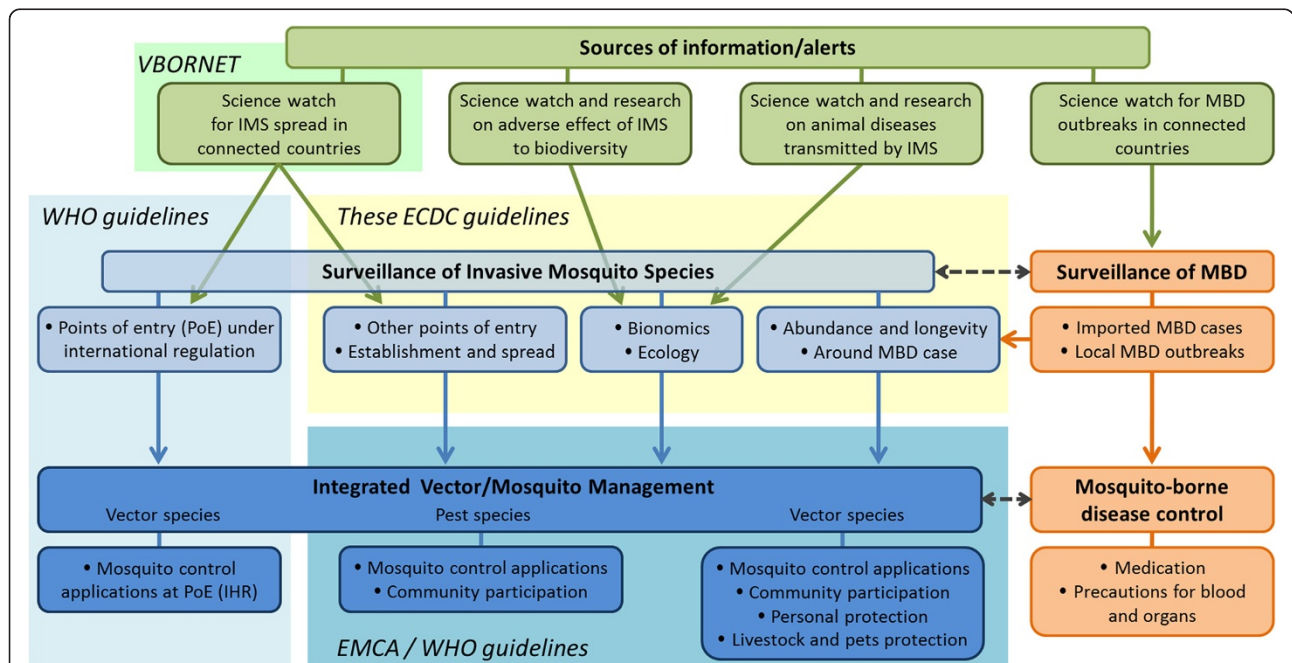 Sources of information/alerts
VBORNET
Science watch
for IMS spread in
connected countries
Science watch and research
on adverse effect of IMS
to biodiversity
Science watch and research
on animal diseases
transmitted by IMS
Science watch for MBD
outbreaks in connected
countries
WHO guidelines
These ECDC guidelines
Surveillance of Invasive Mosquito Species
Surveillance of MBD
• Points of entry (PoE) under
international regulation
• Other points of entry
• Establishment and spread
• Bionomics
• Ecology
• Abundance and longevity
• Around MBD case
• Imported MBD cases
• Local MBD outbreaks
Integrated Vector/Mosquito Management
Vector species
Pest species
Vector species
Mosquito-borne
disease control
• Mosquito control
applications at PoE (IHR)
• Mosquito control applications
• Community participation
• Mosquito control applications
• Community participation
• Personal protection
• Livestock and pets protection
• Medication
• Precautions for blood
and organs
EMCA / WHO guidelines